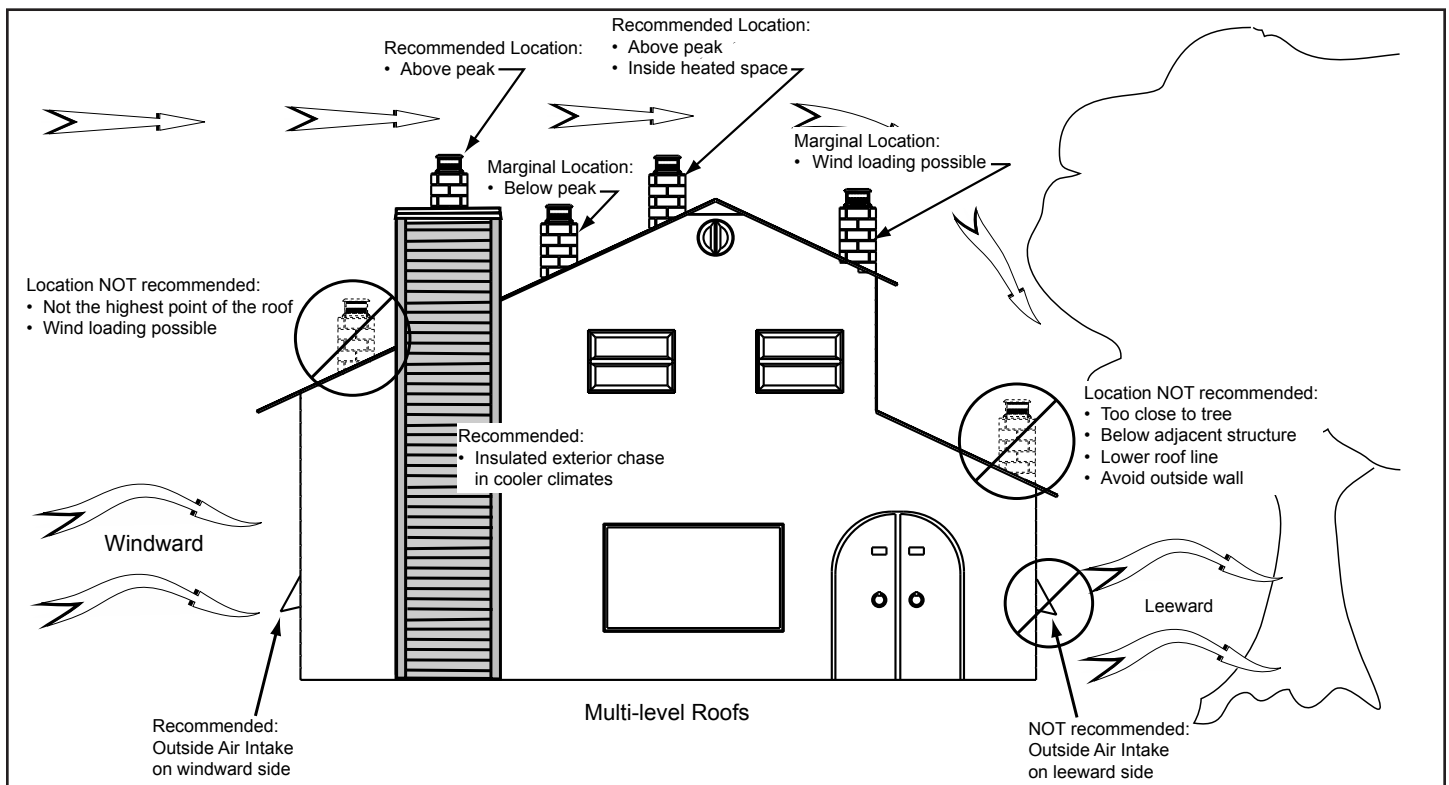 Recommended Location:
• Above peak
Recommended Location:
• Above peak
• Inside heated space
Marginal Location:
• Below peak
Marginal Location:
• Wind loading possible
Location NOT recommended:
• Not the highest point of the roof
• Wind loading possible
Location NOT recommended:
• Too close to tree
• Below adjacent structure
• Lower roof line
• Avoid outside wall
Recommended:
• Insulated exterior chase
in cooler climates
Windward
Leeward
Multi-level Roofs
Recommended:
Outside Air Intake
on windward side
NOT recommended:
Outside Air Intake
on leeward side